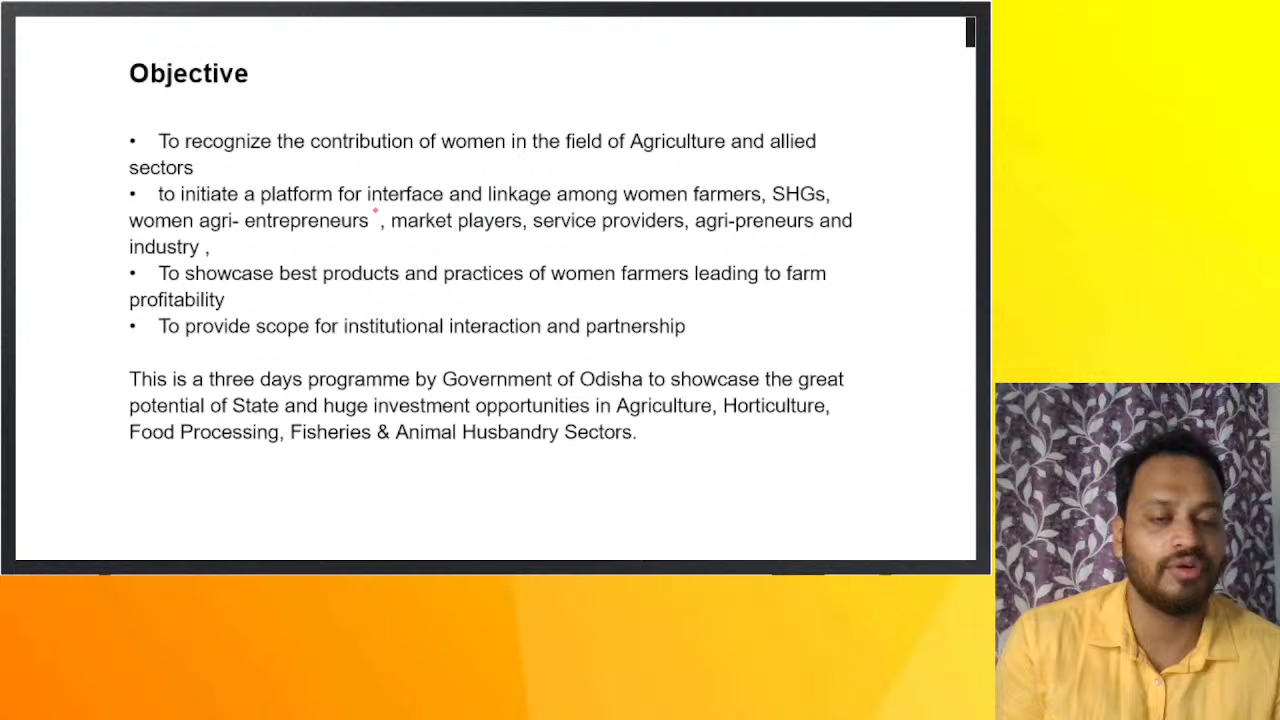 Objective
• To recognize the contribution of women in the field of Agriculture and allied
sectors
• to initiate a platform for interface and linkage among women farmers, SHGs,
women agri- entrepreneurs , market players, service providers, agri-preneurs and
industry ,
• To showcase best products and practices of women farmers leading to farm
profitability
• To provide scope for institutional interaction and partnership
This is a three days programme by Government of Odisha to showcase the great
potential of State and huge investment opportunities in Agriculture, Horticulture,
Food Processing, Fisheries & Animal Husbandry Sectors.